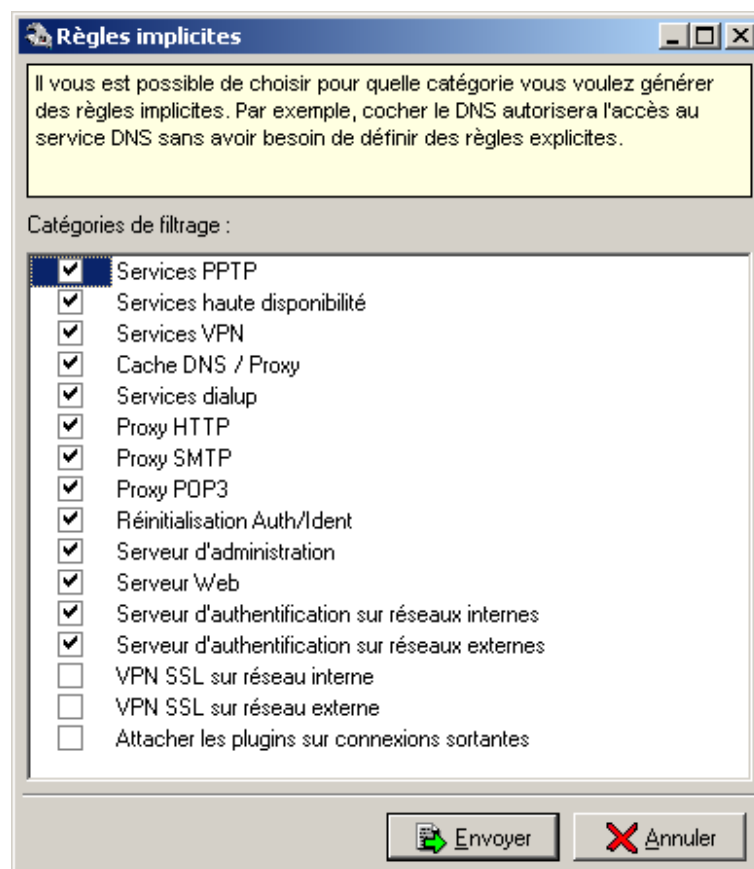 Règles implicites
Il vous est possible de choisir pour quelle catégorie vous voulez générer
des règles implicites. Par exemple, cocher le DNS autorisera l'accès au
service DNS sans avoir besoin de définir des règles explicites.
Catégories de filtrage :
Services PPTP
Services haute disponibilité
Services VPN
Cache DNS / Proxy
Services dialup
Proxy HTTP
Proxy SMTP
Proxy POP3
Réinitialisation Auth/Ident
Serveur d'administration
Serveur Web
Serveur d'authentification sur réseaux internes
Serveur d'authentification sur réseaux externes
VPN SSL sur réseau interne
VPN SSL sur réseau externe
Attacher les plugins sur connexions sortantes
Envoyer Annuler